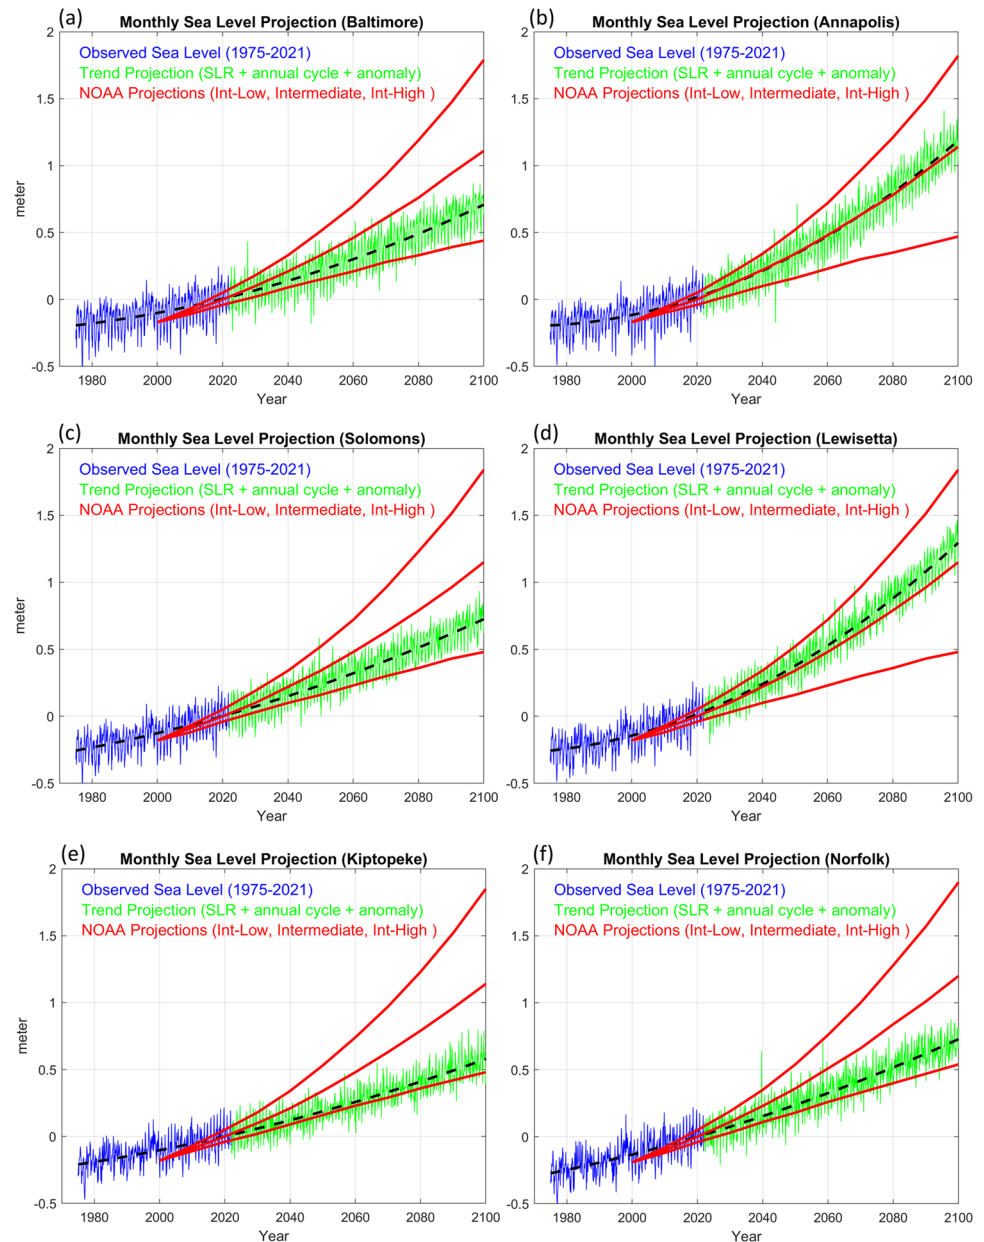 (a)
Monthly Sea Level Projection (Baltimore)
2
1.5
1
0.5
0
-0.5
meter
Observed Sea Level (1975-2021)
Trend Projection (SLR + annual cycle + anomaly)
NOAA Projections (Int-Low, Intermediate, Int-High )
1980 2000 2020 2040 2060 2080 2100
Year
(b)
Monthly Sea Level Projection (Annapolis)
2
1.5
1
0.5
0
-0.5
Observed Sea Level (1975-2021)
Trend Projection (SLR + annual cycle + anomaly)
NOAA Projections (Int-Low, Intermediate, Int-High )
1980 2000 2020 2040 2060 2080 2100
Year
(c)
Monthly Sea Level Projection (Solomons)
2
1.5
1
0.5
0
-0.5
meter
Observed Sea Level (1975-2021)
Trend Projection (SLR + annual cycle + anomaly)
NOAA Projections (Int-Low, Intermediate, Int-High )
1980 2000 2020 2040 2060 2080 2100
Year
(d)
Monthly Sea Level Projection (Lewisetta)
2
1.5
1
0.5
0
-0.5
Observed Sea Level (1975-2021)
Trend Projection (SLR + annual cycle + anomaly)
NOAA Projections (Int-Low, Intermediate, Int-High )
1980 2000 2020 2040 2060 2080 2100
Year
(e)
Monthly Sea Level Projection (Kiptopeke)
2
1.5
1
0.5
0
-0.5
meter
Observed Sea Level (1975-2021)
Trend Projection (SLR + annual cycle + anomaly)
NOAA Projections (Int-Low, Intermediate, Int-High )
1980 2000 2020 2040 2060 2080 2100
Year
(f)
Monthly Sea Level Projection (Norfolk)
2
1.5
1
0.5
0
-0.5
Observed Sea Level (1975-2021)
Trend Projection (SLR + annual cycle + anomaly)
NOAA Projections (Int-Low, Intermediate, Int-High )
1980 2000 2020 2040 2060 2080 2100
Year